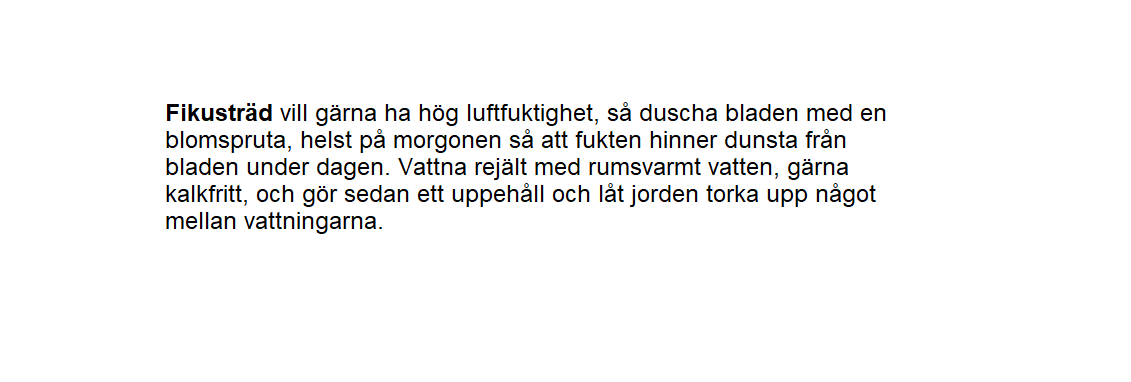 Fikusträd vill gärna ha hög luftfuktighet, så duscha bladen med en
blomspruta, helst på morgonen så att fukten hinner dunsta från
bladen under dagen. Vattna rejält med rumsvarmt vatten, gärna
kalkfritt, och gör sedan ett uppehåll och låt jorden torka upp något
mellan vattningarna.